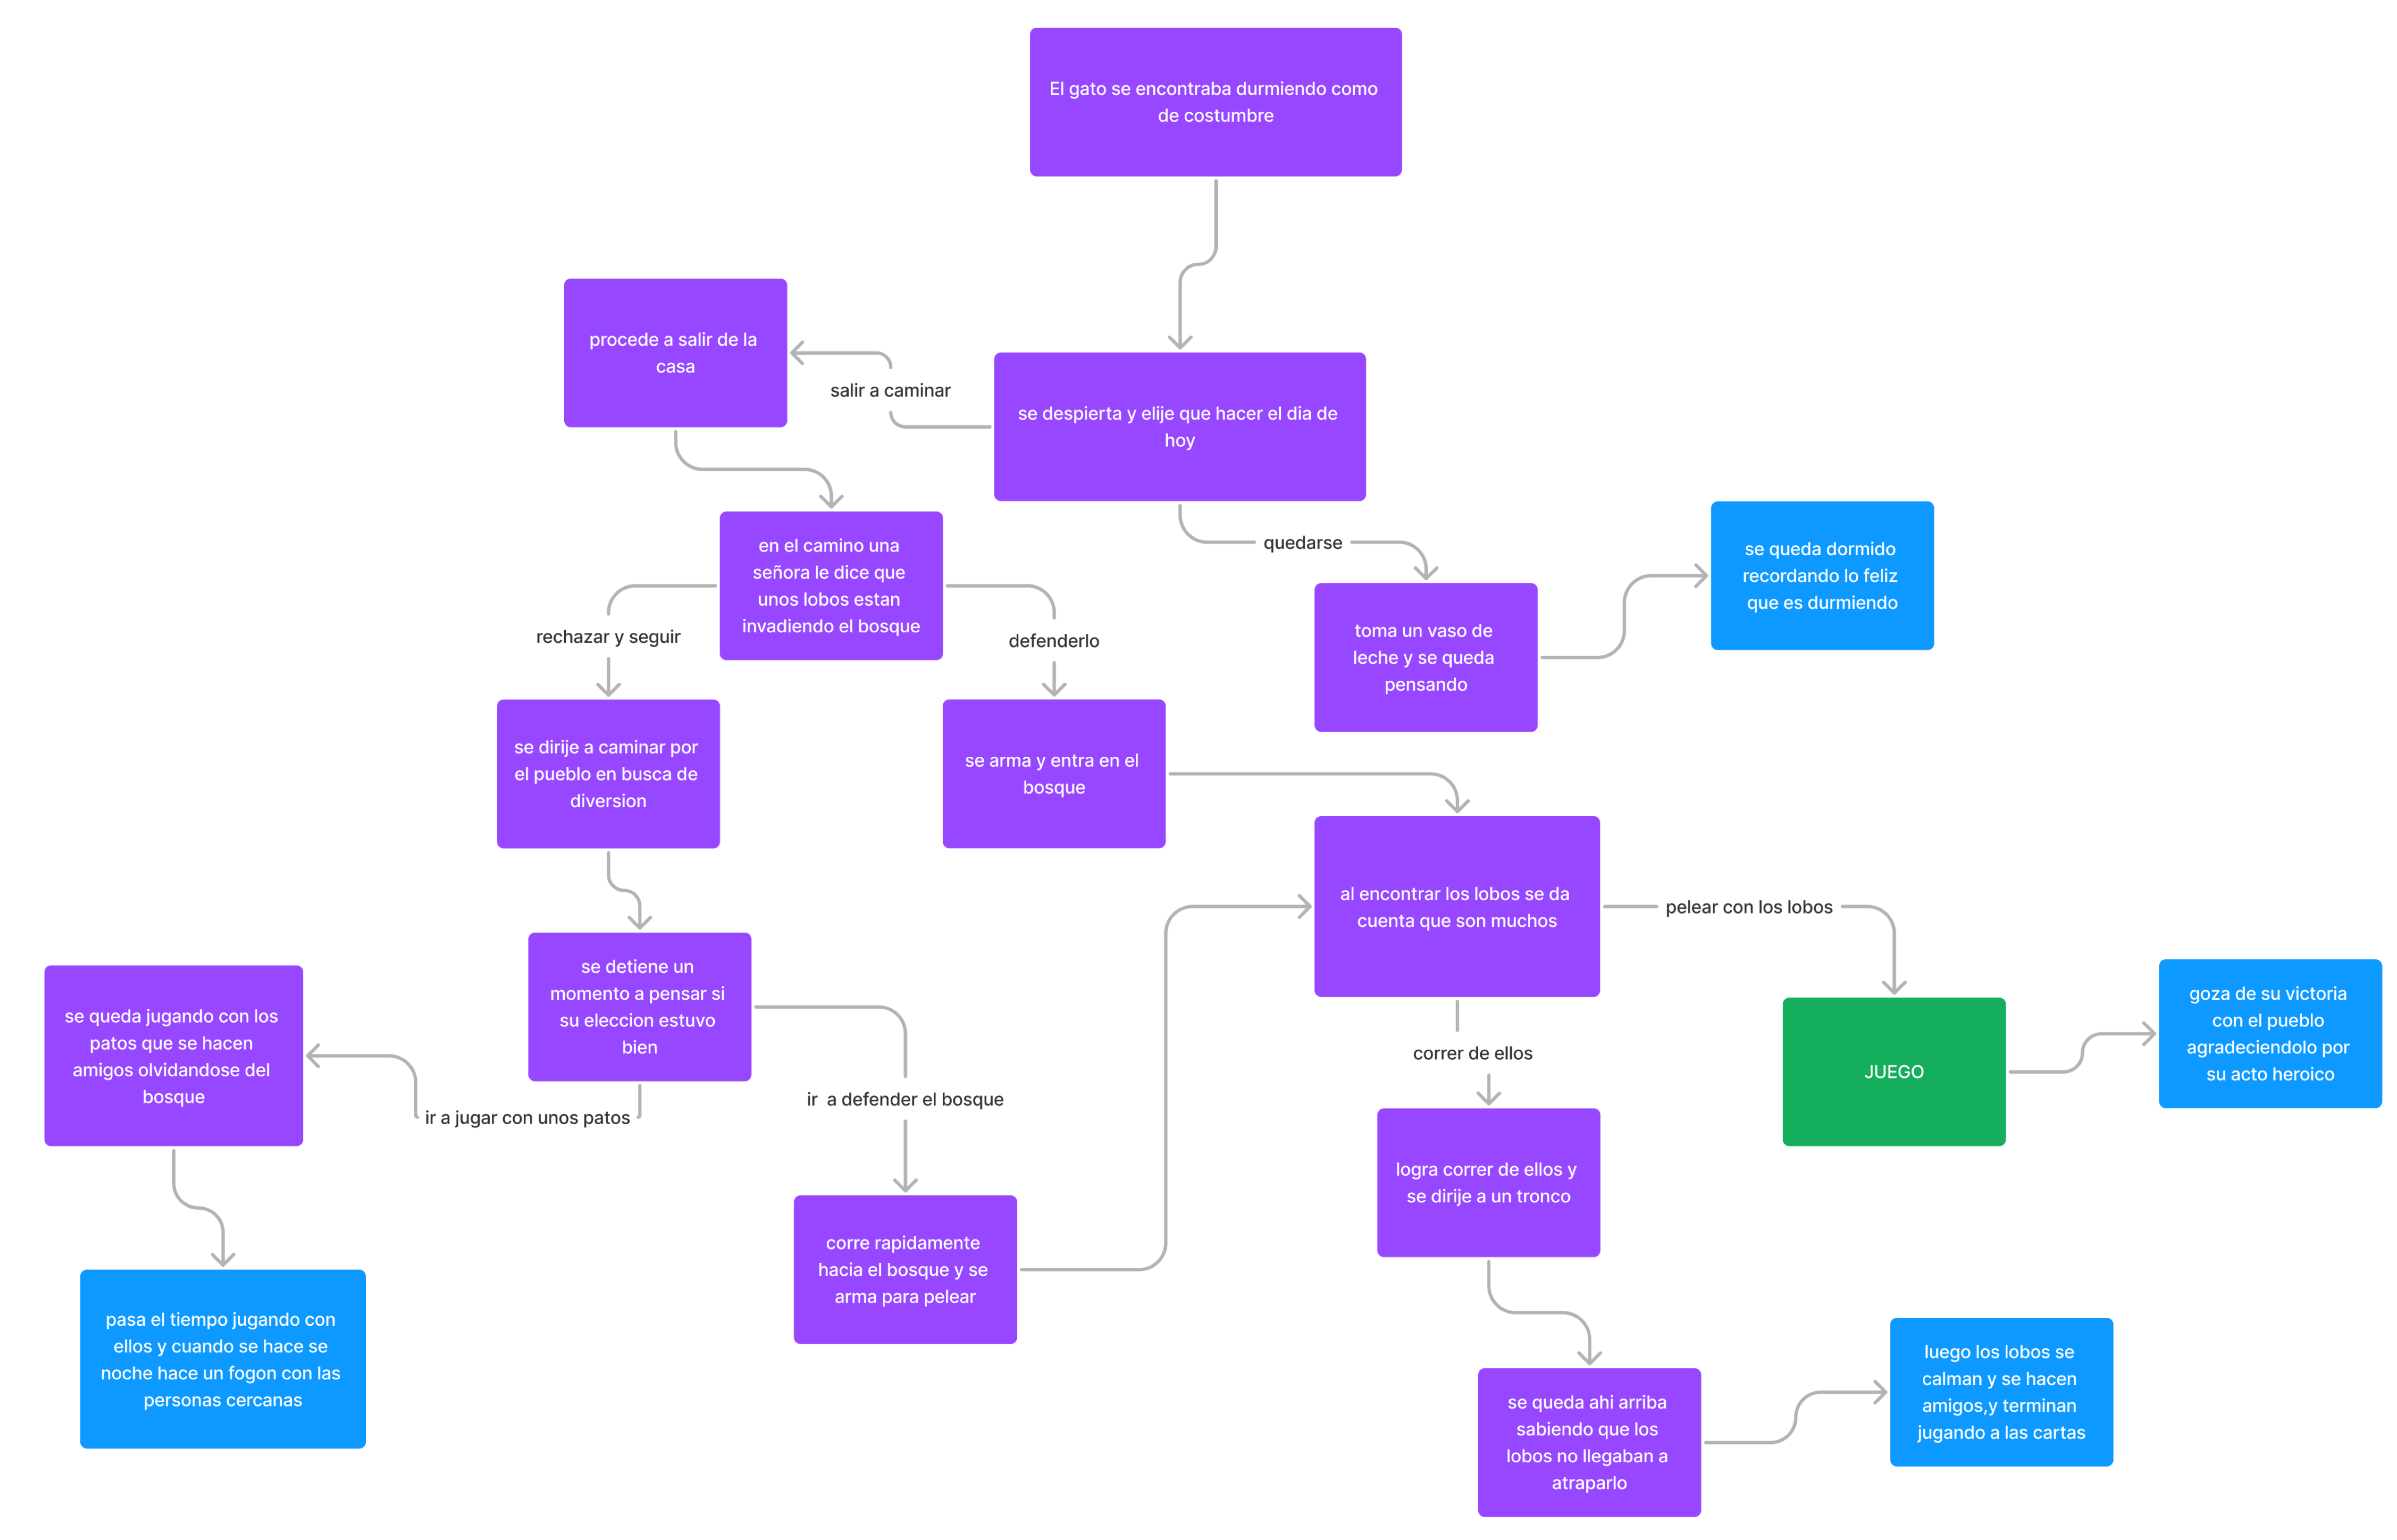 El gato se encontraba durmiendo como
de costumbre
procede a salir de la
casa
salir a caminar
se despierta y elije que hacer el dia de
hoy
en el camino una
señora le dice que
unos lobos estan
invadiendo el bosque
quedarse
se queda dormido
recordando lo feliz
que es durmiendo
rechazar y seguir
defenderlo
toma un vaso de
leche y se queda
pensando
se dirije a caminar por
el pueblo en busca de
diversion
se arma y entra en el
bosque
al encontrar los lobos se da
cuenta que son muchos
pelear con los lobos
se detiene un
momento a pensar si
su eleccion estuvo
bien
se queda jugando con los
patos que se hacen
amigos olvidandose del
bosque
ir a jugar con unos patos
ir  a defender el bosque
correr de ellos
JUEGO
goza de su victoria
con el pueblo
agradeciendolo por
su acto heroico
logra correr de ellos y
se dirije a un tronco
corre rapidamente
hacia el bosque y se
arma para pelear
pasa el tiempo jugando con
ellos y cuando se hace se
noche hace un fogon con las
personas cercanas
se queda ahi arriba
sabiendo que los
lobos no llegaban a
atraparlo
luego los lobos se
calman y se hacen
amigos,y terminan
jugando a las cartas